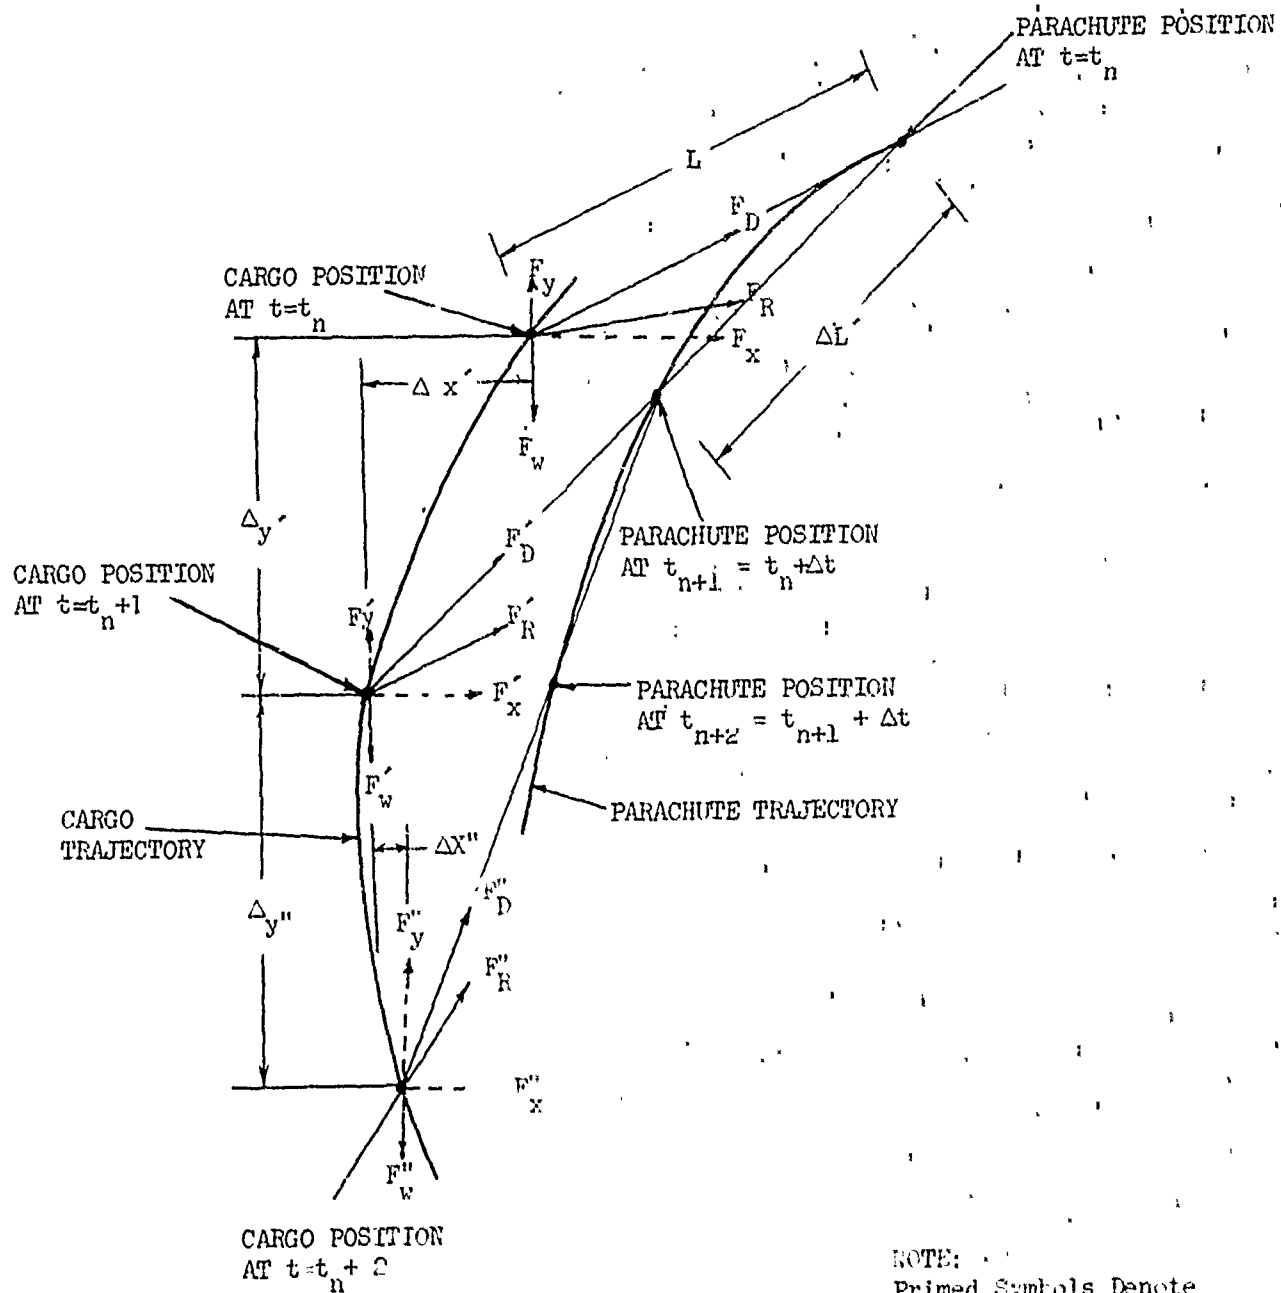 PARACHUTE POSITION
AT t=t_n
L
F_D
CARGO POSITION
AT t=t_n
F_y
F_R
F_x
ΔL′
Δ x′
F_w
Δy′
F_D′
PARACHUTE POSITION
AT t_n+1 = t_n+Δt
CARGO POSITION
AT t=t_n+1
F_y′
F_R′
F_x′
PARACHUTE POSITION
AT t_n+2 = t_n+1 + Δt
F_w′
PARACHUTE TRAJECTORY
CARGO
TRAJECTORY
ΔX"
F"_D
Δy"
F"_y
F"_R
F"_x
F"_w
CARGO POSITION
AT t=t_n+ 2
NOTE:
Primed Symbols Denote